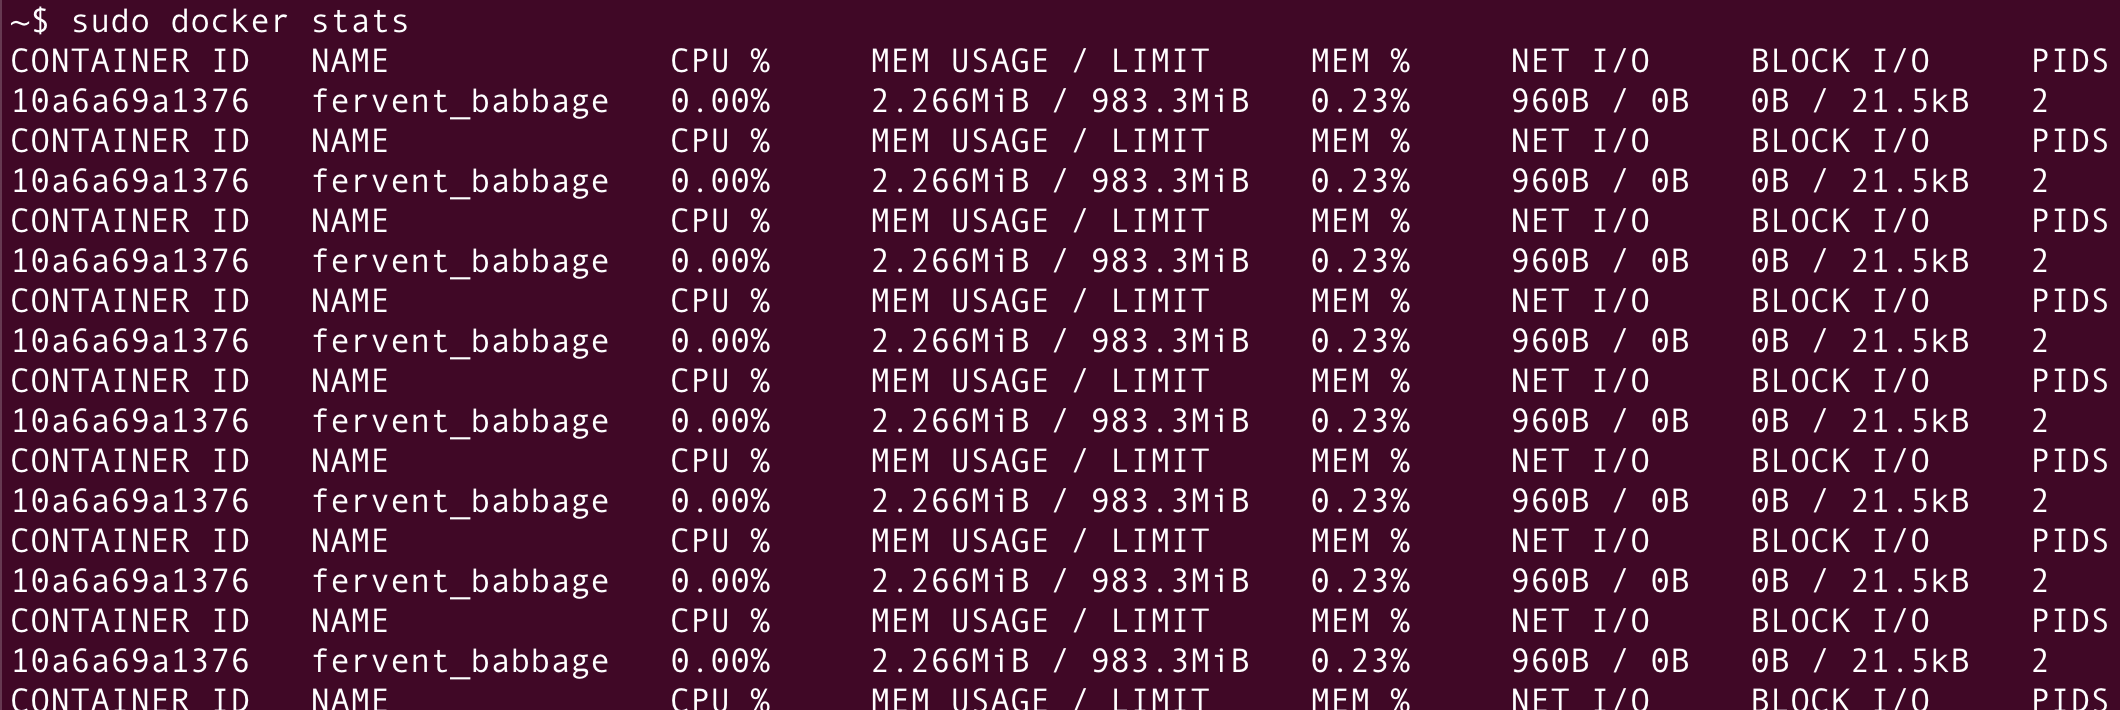 ~$ sudo docker stats
CONTAINER ID   NAME              CPU %     MEM USAGE / LIMIT     MEM %     NET I/O     BLOCK I/O     PIDS
10a6a69a1376   fervent_babbage   0.00%     2.266MiB / 983.3MiB   0.23%     960B / 0B   0B / 21.5kB   2
CONTAINER ID   NAME              CPU %     MEM USAGE / LIMIT     MEM %     NET I/O     BLOCK I/O     PIDS
10a6a69a1376   fervent_babbage   0.00%     2.266MiB / 983.3MiB   0.23%     960B / 0B   0B / 21.5kB   2
CONTAINER ID   NAME              CPU %     MEM USAGE / LIMIT     MEM %     NET I/O     BLOCK I/O     PIDS
10a6a69a1376   fervent_babbage   0.00%     2.266MiB / 983.3MiB   0.23%     960B / 0B   0B / 21.5kB   2
CONTAINER ID   NAME              CPU %     MEM USAGE / LIMIT     MEM %     NET I/O     BLOCK I/O     PIDS
10a6a69a1376   fervent_babbage   0.00%     2.266MiB / 983.3MiB   0.23%     960B / 0B   0B / 21.5kB   2
CONTAINER ID   NAME              CPU %     MEM USAGE / LIMIT     MEM %     NET I/O     BLOCK I/O     PIDS
10a6a69a1376   fervent_babbage   0.00%     2.266MiB / 983.3MiB   0.23%     960B / 0B   0B / 21.5kB   2
CONTAINER ID   NAME              CPU %     MEM USAGE / LIMIT     MEM %     NET I/O     BLOCK I/O     PIDS
10a6a69a1376   fervent_babbage   0.00%     2.266MiB / 983.3MiB   0.23%     960B / 0B   0B / 21.5kB   2
CONTAINER ID   NAME              CPU %     MEM USAGE / LIMIT     MEM %     NET I/O     BLOCK I/O     PIDS
10a6a69a1376   fervent_babbage   0.00%     2.266MiB / 983.3MiB   0.23%     960B / 0B   0B / 21.5kB   2
CONTAINER ID   NAME              CPU %     MEM USAGE / LIMIT     MEM %     NET I/O     BLOCK I/O     PIDS
10a6a69a1376   fervent_babbage   0.00%     2.266MiB / 983.3MiB   0.23%     960B / 0B   0B / 21.5kB   2
CONTAINER ID   NAME              CPU %     MEM USAGE / LIMIT     MEM %     NET I/O     BLOCK I/O     PIDS